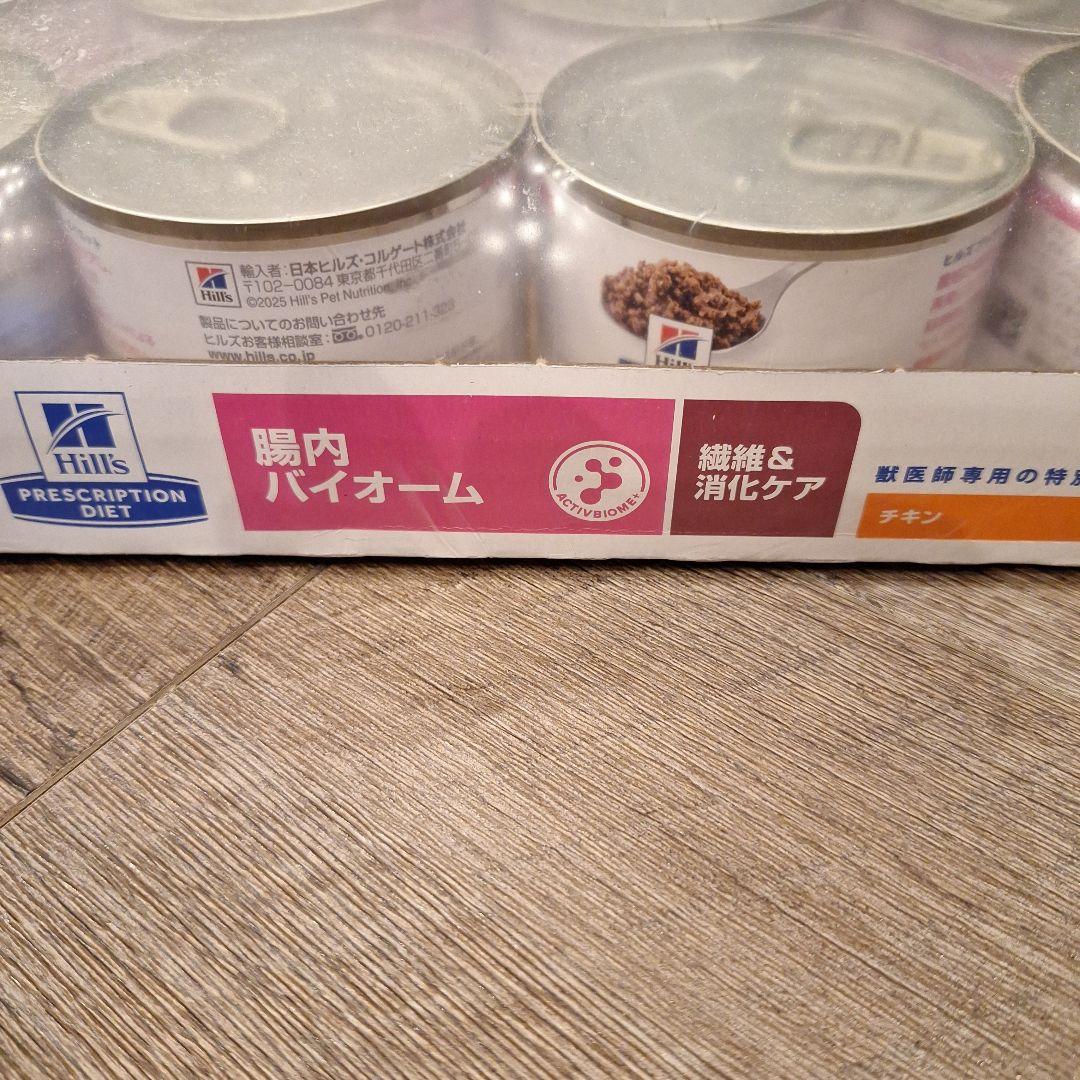 輸入者:日本ヒルズ・コルゲート株式会社
〒102-0084 東京都千代田区二番町
©2025 Hill's Pet Nutrition, Inc.
Hill's
製品についてのお問い合わせ先
ヒルズお客様相談室: 0120-211-323
www.hills.co.jp
Hill's
Hill's
PRESCRIPTION
DIET
腸内
バイオーム
ACTIVBIOME+
繊維&
消化ケア
獣医師専用の特別
チキン